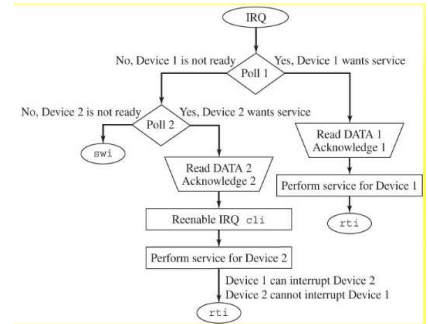 IRQ
No, Device 1 is not ready
Yes, Device 1 wants service
Poll 1
No, Device 2 is not ready
Yes, Device 2 wants service
Poll 2
Read DATA 1
Acknowledge 1
swi
Read DATA 2
Acknowledge 2
Perform service for Device 1
Reenable IRQ cli
rti
Perform service for Device 2
Device 1 can interrupt Device 2
Device 2 cannot interrupt Device 1
rti